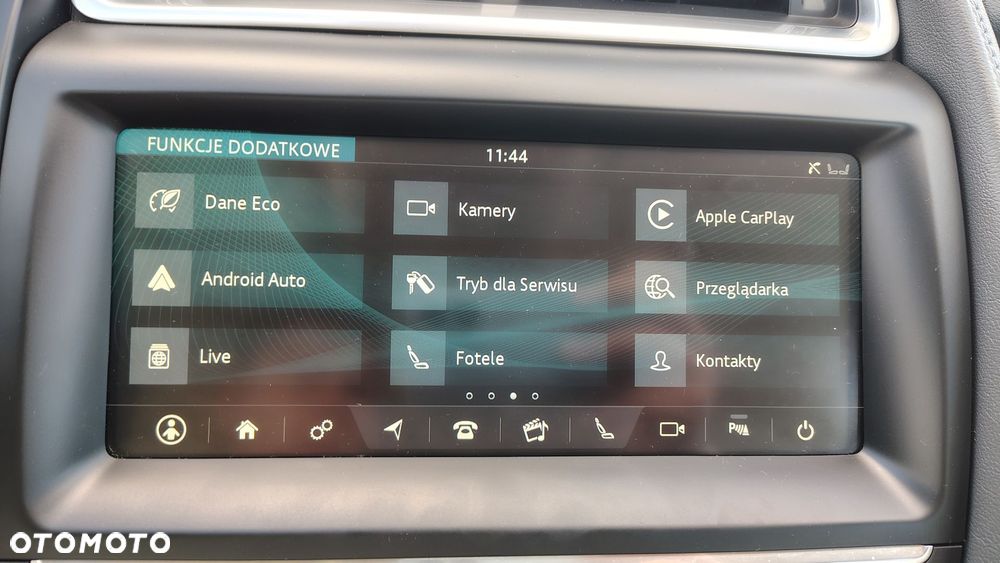 FUNKCJE DODATKOWE
11:44
Dane Eco
Kamery
Apple CarPlay
Android Auto
Tryb dla Serwisu
Przeglądarka
Live
Fotele
Kontakty
P
OTOMOTO